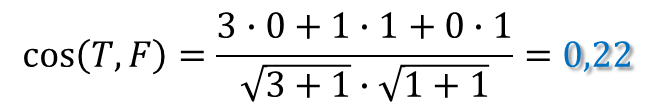 cos(T, F) = (3 · 0 + 1 · 1 + 0 · 1) / (√(3 + 1) · √(1 + 1)) = 0,22